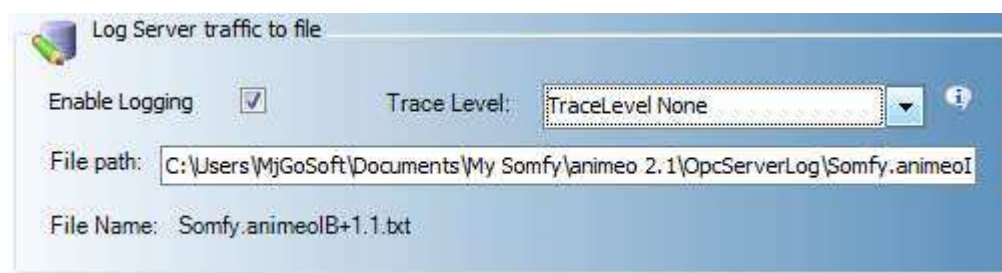 Log Server traffic to file
Enable Logging Trace Level: TraceLevel None
File path: C:\Users\MjGoSoft\Documents\My Somfy\animeo 2.1\OpcServerLog\Somfy.animeoI
File Name: Somfy.animeoIB+1.1.txt